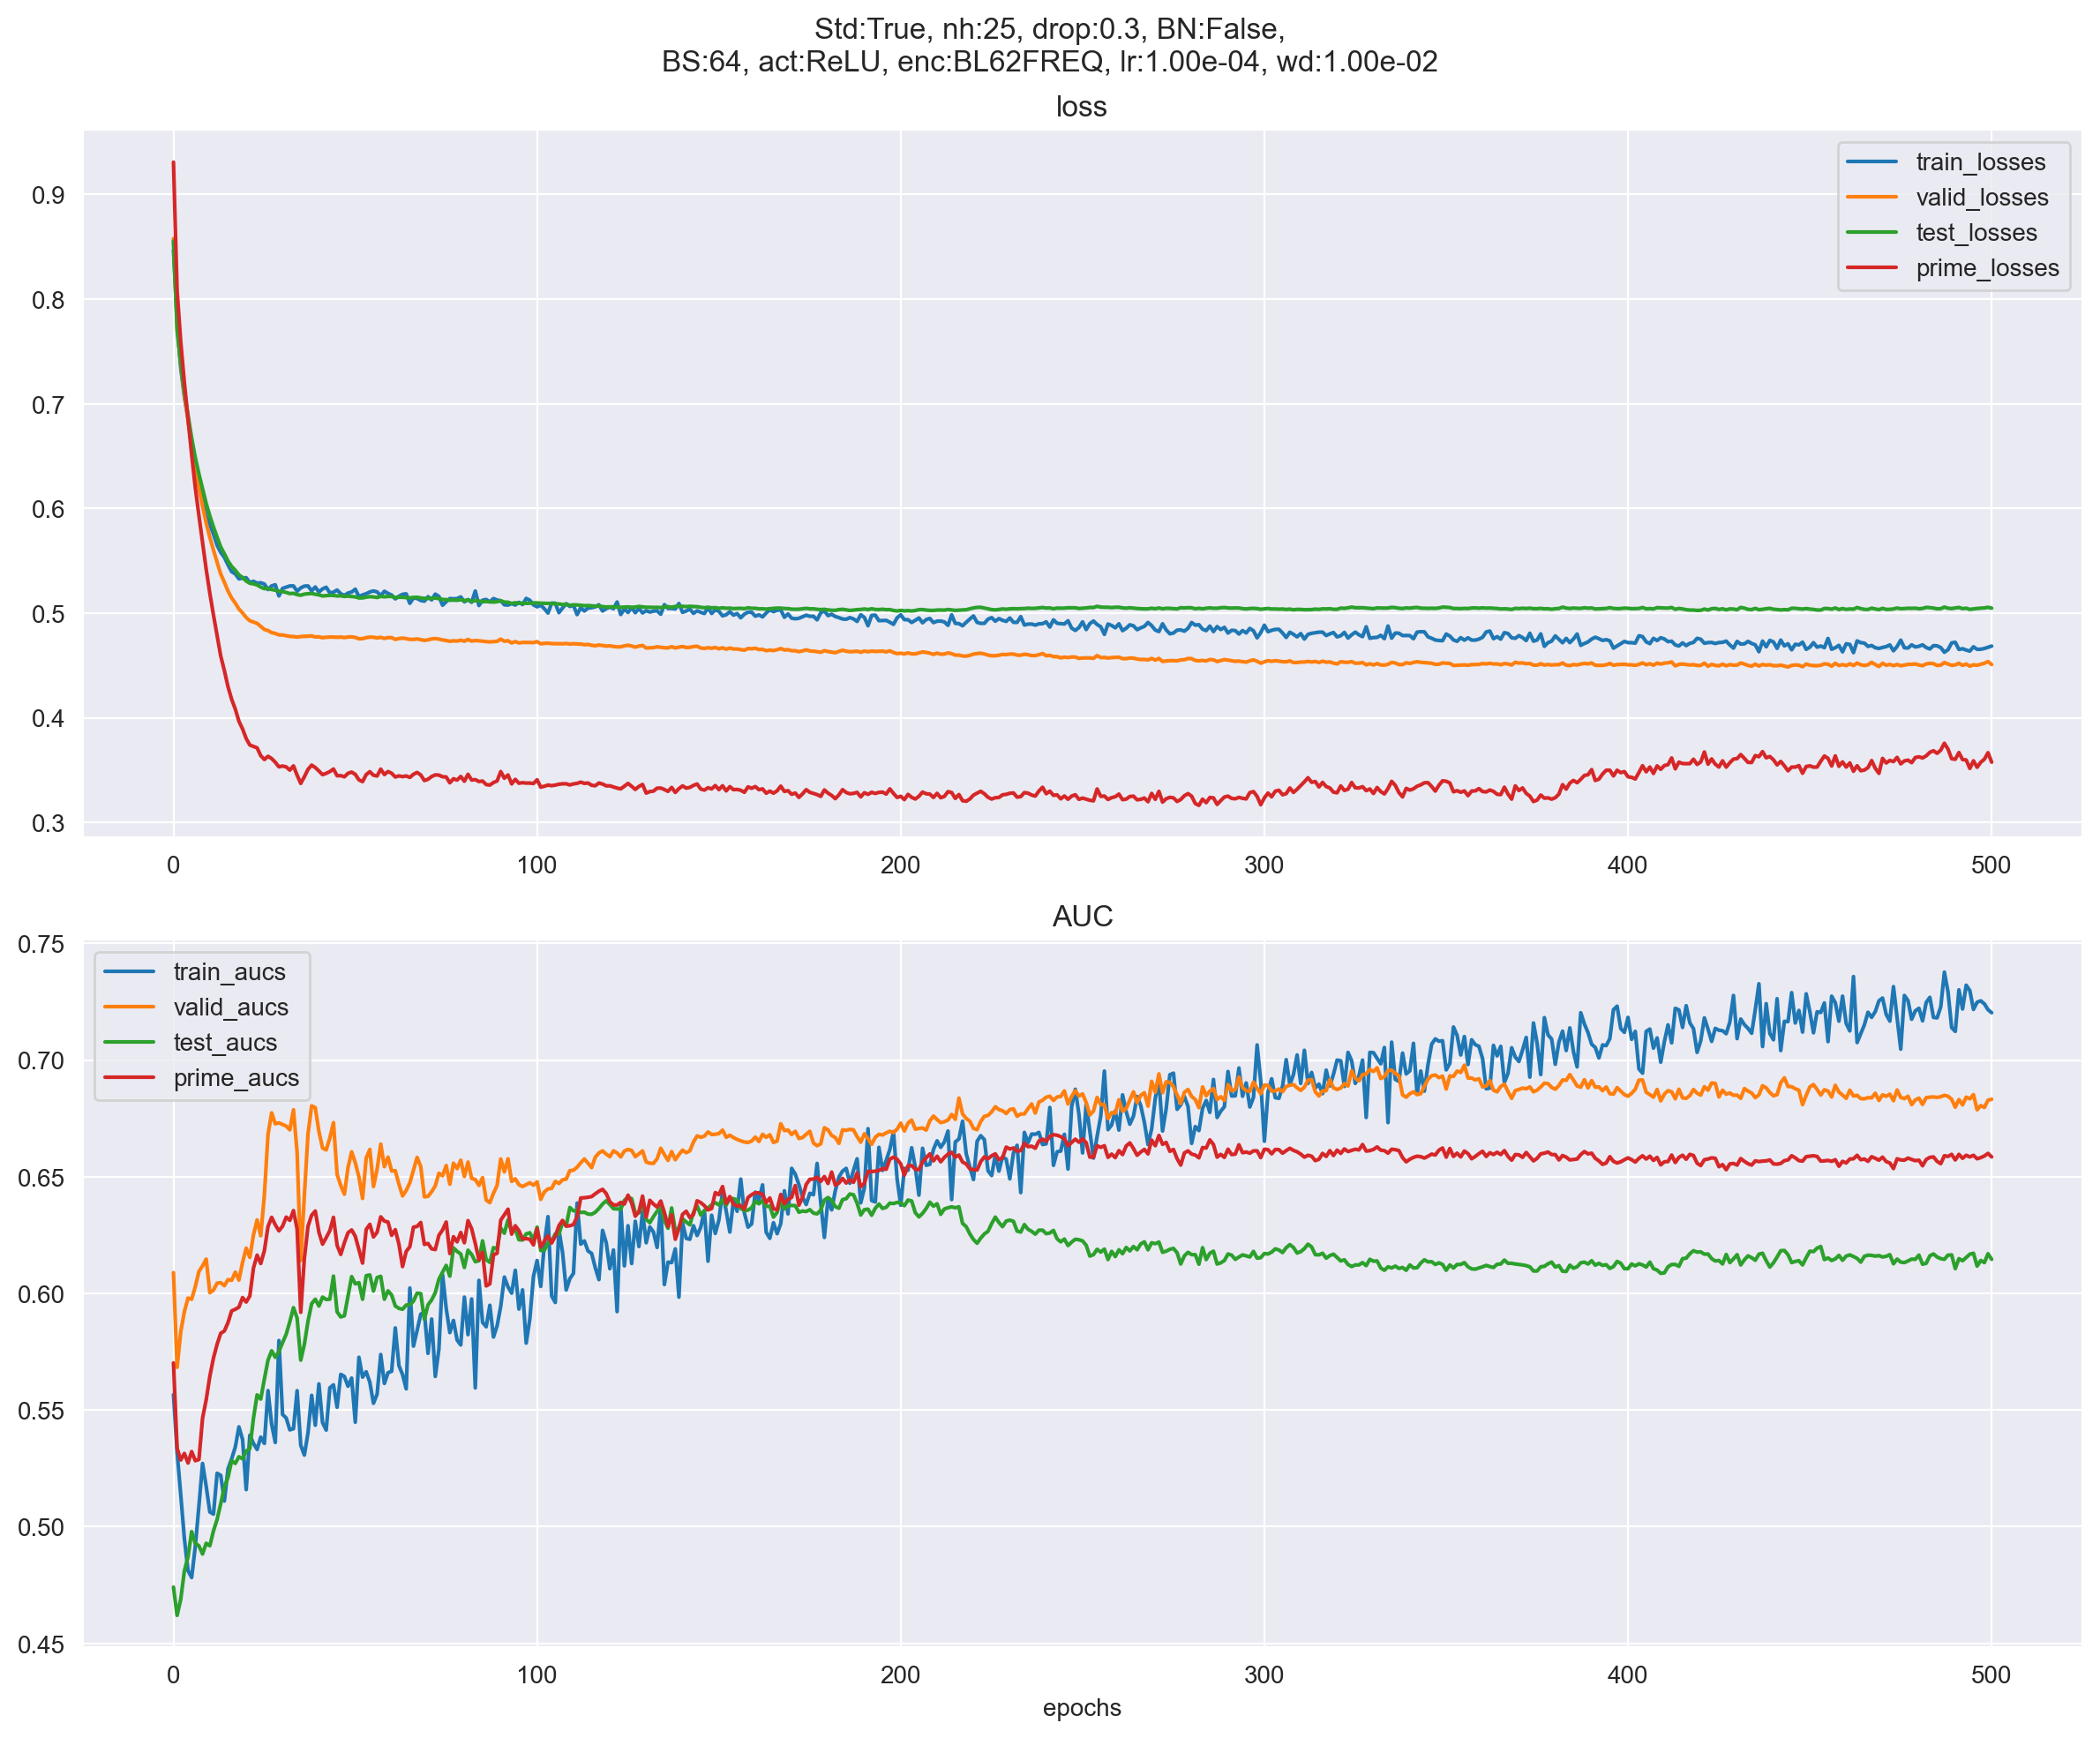 Std:True, nh:25, drop:0.3, BN:False,
BS:64, act:ReLU, enc:BL62FREQ, lr:1.00e-04, wd:1.00e-02
loss
train_losses
valid_losses
test_losses
prime_losses
0.9
0.8
0.7
0.6
0.5
0.4
0.3
0 100 200 300 400 500
AUC
train_aucs
valid_aucs
test_aucs
prime_aucs
0.75
0.70
0.65
0.60
0.55
0.50
0.45
0 100 200 300 400 500
epochs